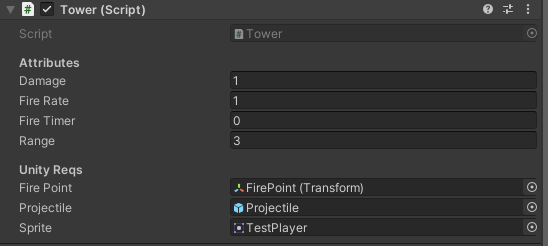 Tower (Script)
Script Tower
Attributes
Damage 1
Fire Rate 1
Fire Timer 0
Range 3
Unity Reqs
Fire Point FirePoint (Transform)
Projectile Projectile
Sprite TestPlayer